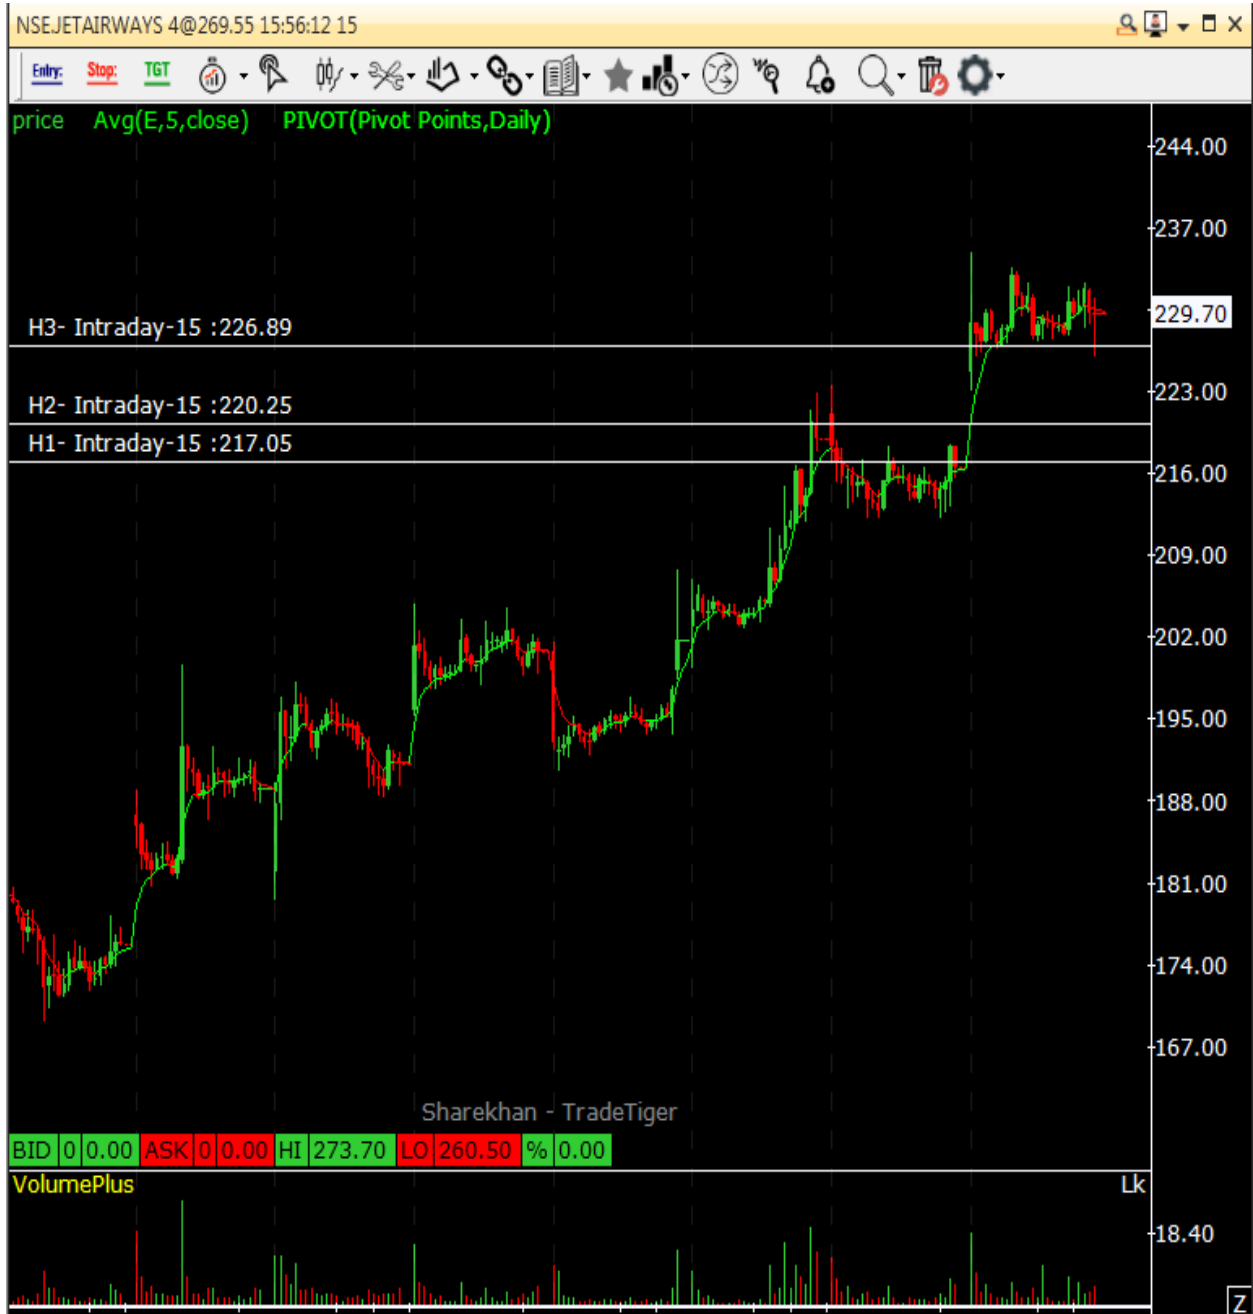 NSE.JETAIRWAYS 4@269.55 15:56:12 15
Entry: Stop: TGT
price Avg(E,5,close) PIVOT(Pivot Points,Daily)
244.00
237.00
229.70
H3- Intraday-15 :226.89
223.00
H2- Intraday-15 :220.25
H1- Intraday-15 :217.05
216.00
209.00
202.00
195.00
188.00
181.00
174.00
167.00
Sharekhan - TradeTiger
BID 0 0.00 ASK 0 0.00 HI 273.70 LO 260.50 % 0.00
VolumePlus Lk
18.40
Z